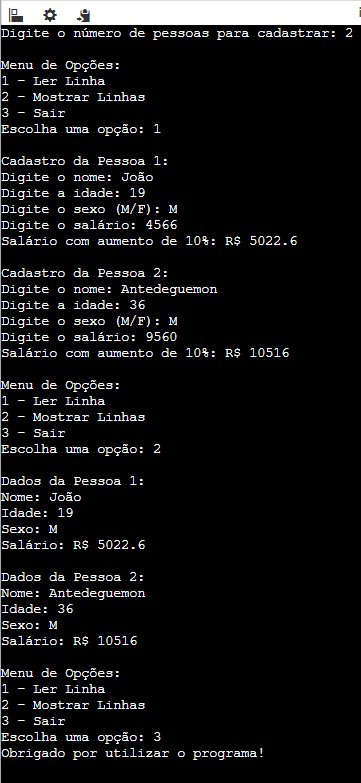 Digite o número de pessoas para cadastrar: 2
Menu de Opções:
1 - Ler Linha
2 - Mostrar Linhas
3 - Sair
Escolha uma opção: 1
Cadastro da Pessoa 1:
Digite o nome: João
Digite a idade: 19
Digite o sexo (M/F): M
Digite o salário: 4566
Salário com aumento de 10%: R$ 5022.6
Cadastro da Pessoa 2:
Digite o nome: Antedeguemon
Digite a idade: 36
Digite o sexo (M/F): M
Digite o salário: 9560
Salário com aumento de 10%: R$ 10516
Menu de Opções:
1 - Ler Linha
2 - Mostrar Linhas
3 - Sair
Escolha uma opção: 2
Dados da Pessoa 1:
Nome: João
Idade: 19
Sexo: M
Salário: R$ 5022.6
Dados da Pessoa 2:
Nome: Antedeguemon
Idade: 36
Sexo: M
Salário: R$ 10516
Menu de Opções:
1 - Ler Linha
2 - Mostrar Linhas
3 - Sair
Escolha uma opção: 3
Obrigado por utilizar o programa!